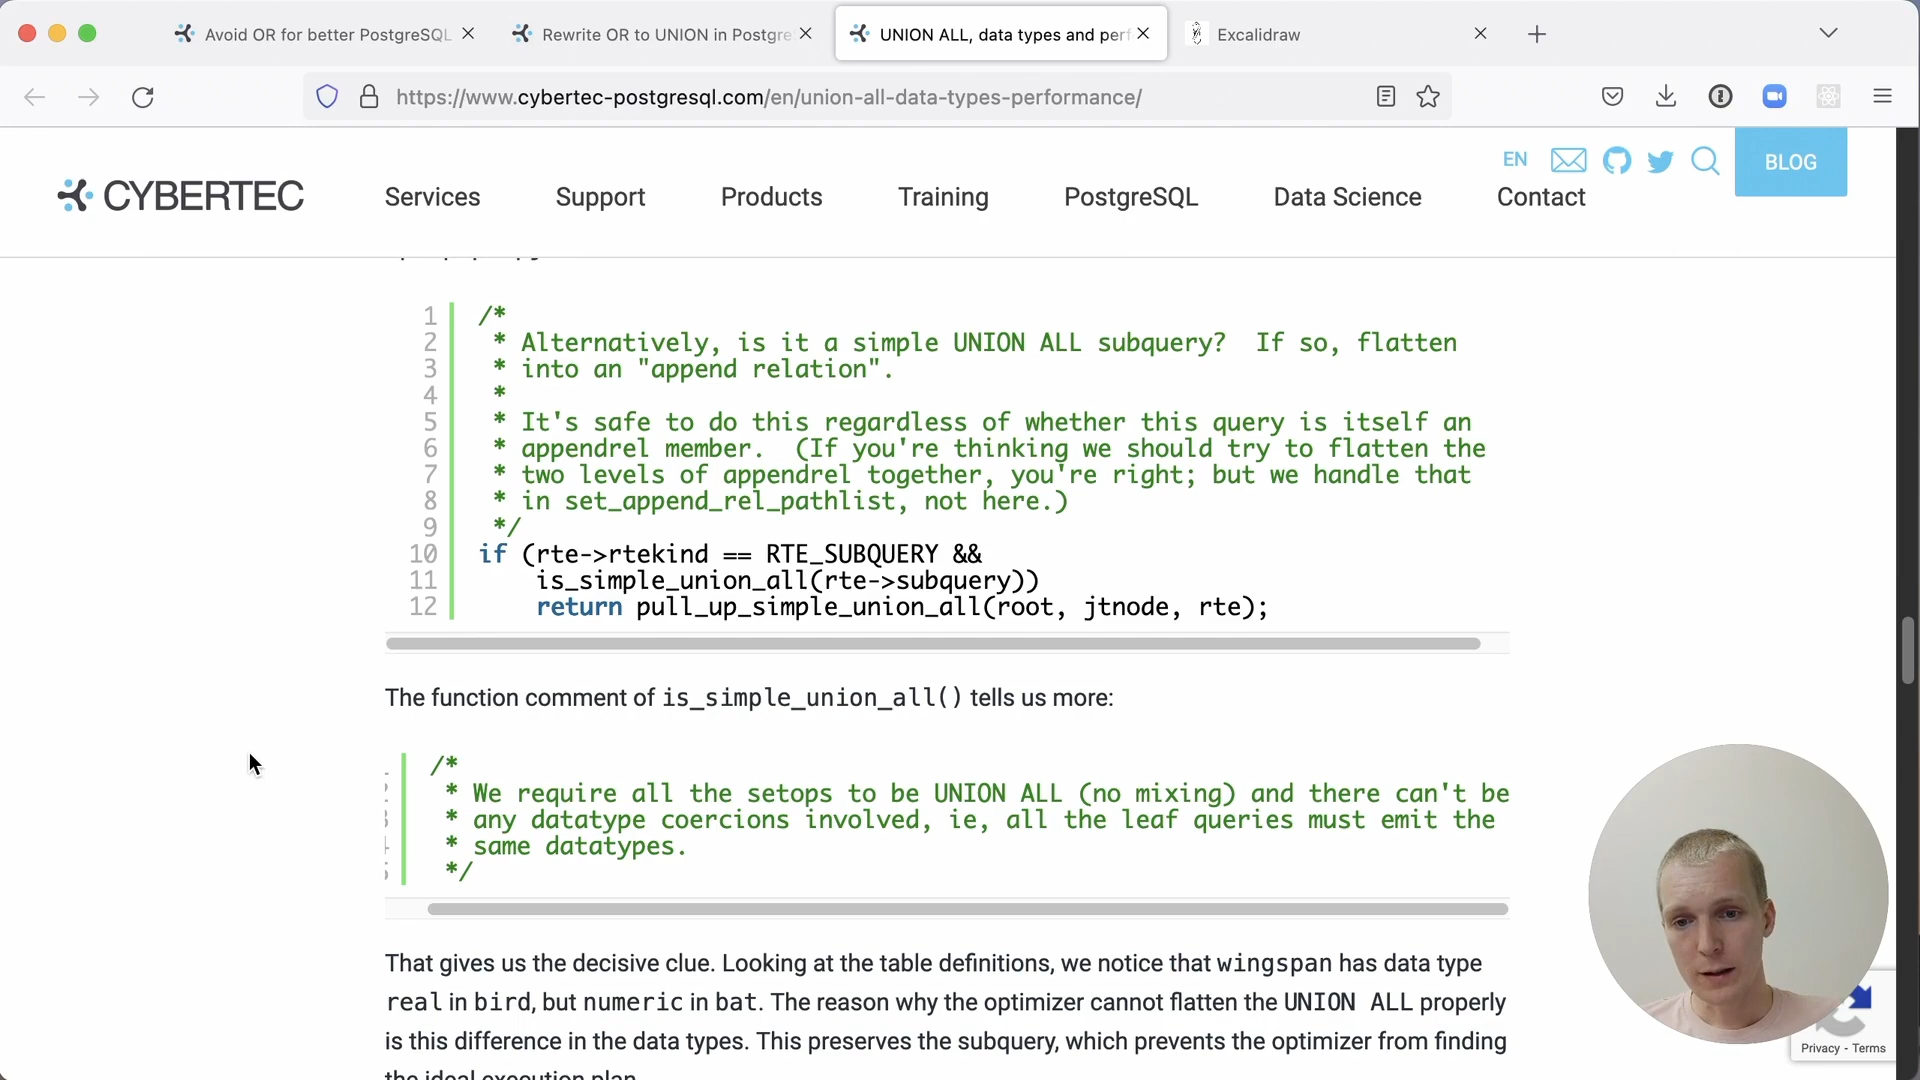 Avoid OR for better PostgreSQL
Rewrite OR to UNION in Postgre
UNION ALL, data types and perf
Excalidraw
https://www.cybertec-postgresql.com/en/union-all-data-types-performance/
EN
BLOG
CYBERTEC
Services
Support
Products
Training
PostgreSQL
Data Science
Contact
1 /*
2 * Alternatively, is it a simple UNION ALL subquery? If so, flatten
3 * into an "append relation".
4 *
5 * It's safe to do this regardless of whether this query is itself an
6 * appendrel member. (If you're thinking we should try to flatten the
7 * two levels of appendrel together, you're right; but we handle that
8 * in set_append_rel_pathlist, not here.)
9 */
10 if (rte->rtekind == RTE_SUBQUERY &&
11 is_simple_union_all(rte->subquery))
12 return pull_up_simple_union_all(root, jtnode, rte);
The function comment of is_simple_union_all() tells us more:
/*
* We require all the setops to be UNION ALL (no mixing) and there can't be
* any datatype coercions involved, ie, all the leaf queries must emit the
* same datatypes.
*/
That gives us the decisive clue. Looking at the table definitions, we notice that wingspan has data type
real in bird, but numeric in bat. The reason why the optimizer cannot flatten the UNION ALL properly
is this difference in the data types. This preserves the subquery, which prevents the optimizer from finding
the ideal execution plan.
Privacy - Terms